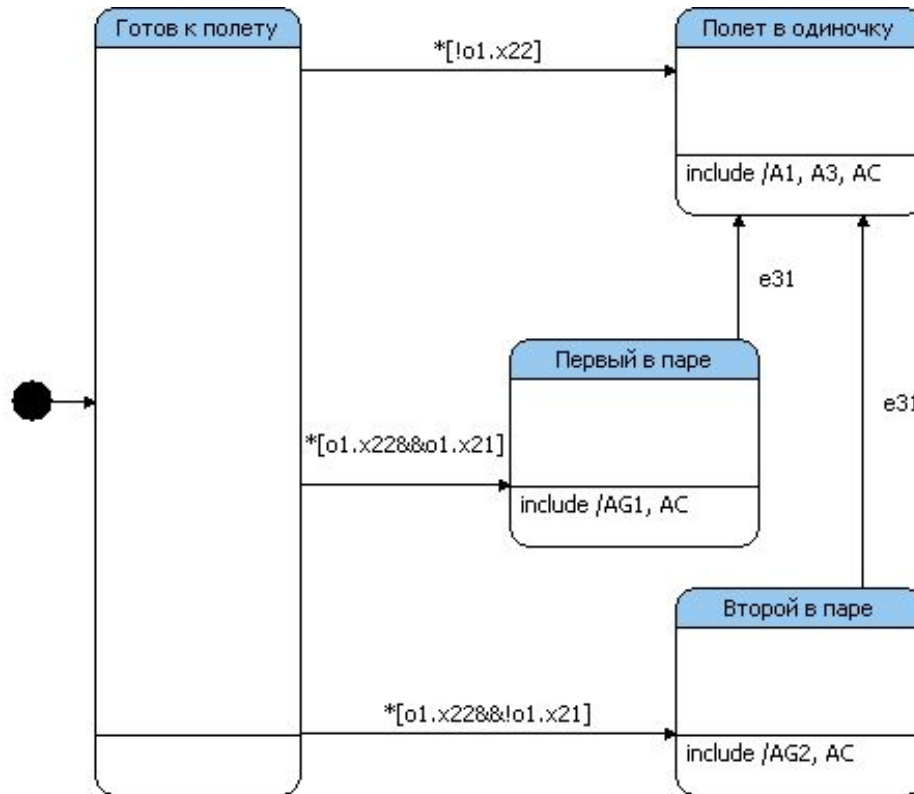 Готов к полету
Полет в одиночку
*[!o1.x22]
include /A1, A3, AC
e31
Первый в паре
e31
*[o1.x22&&o1.x21]
include /AG1, AC
Второй в паре
*[o1.x22&&!o1.x21]
include /AG2, AC